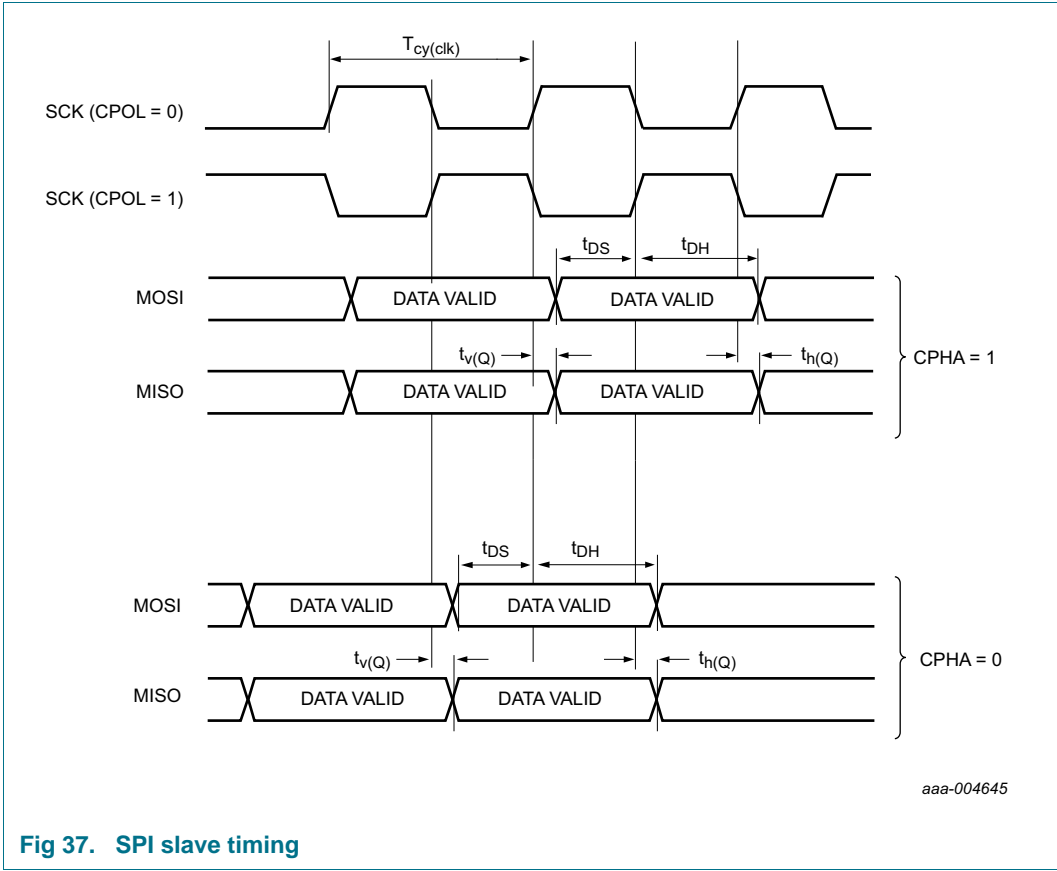 Tcy(clk)
SCK (CPOL = 0)
SCK (CPOL = 1)
tDS tDH
MOSI DATA VALID DATA VALID
tv(Q) th(Q) CPHA = 1
MISO DATA VALID DATA VALID
tDS tDH
MOSI DATA VALID DATA VALID
tv(Q) th(Q) CPHA = 0
MISO DATA VALID DATA VALID
aaa-004645
Fig 37. SPI slave timing